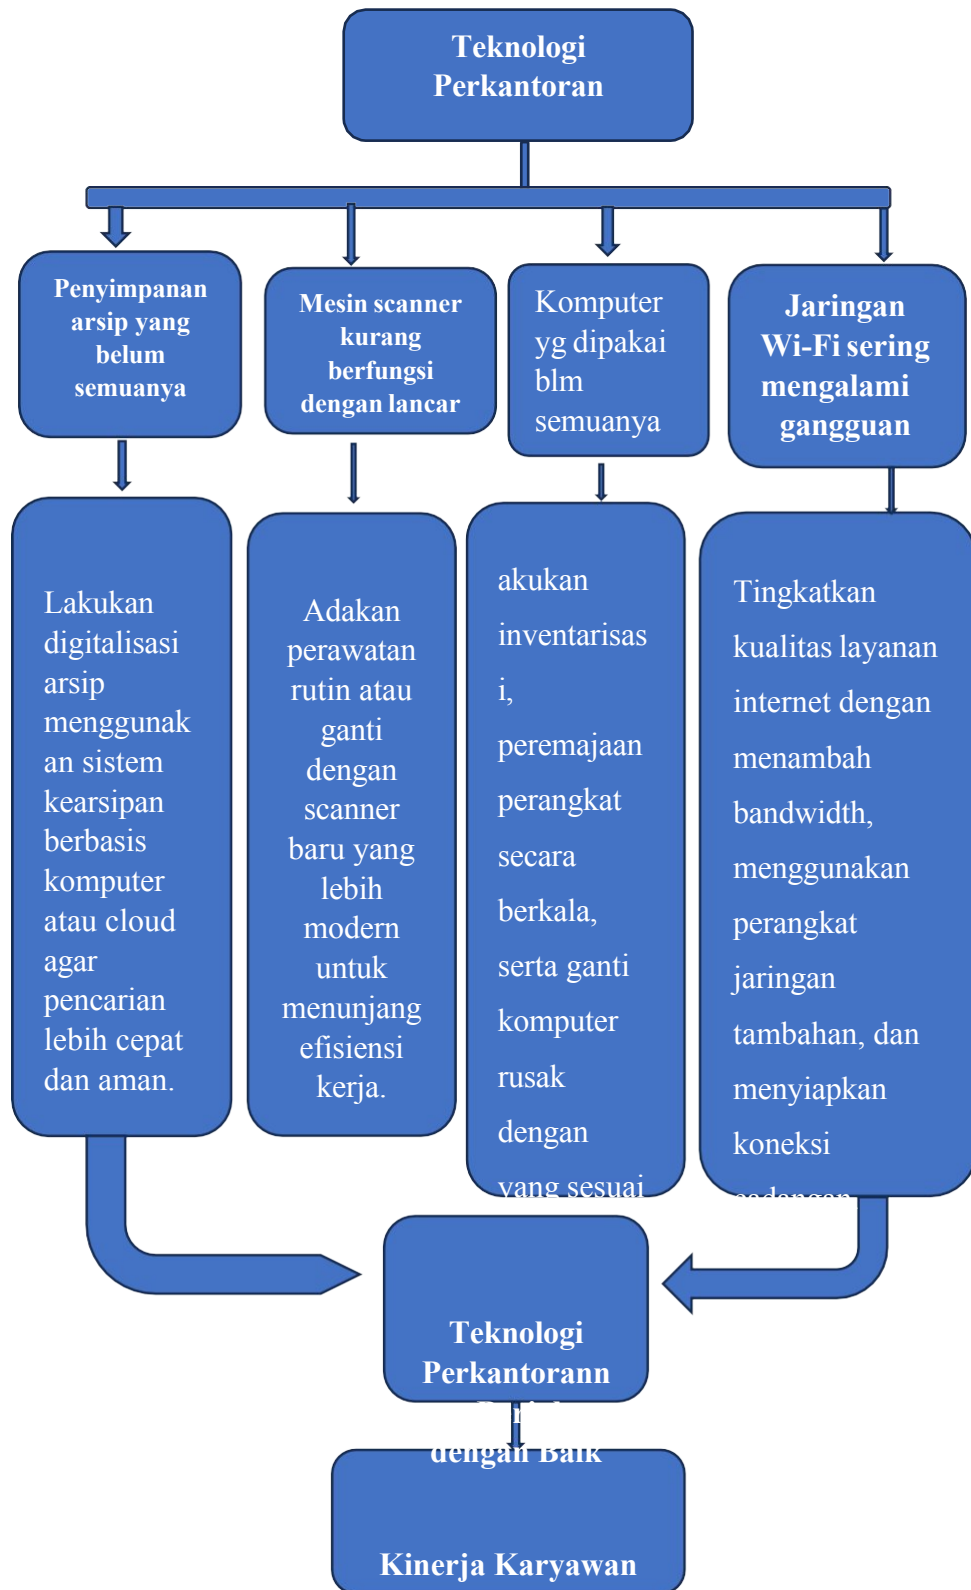 Teknologi
Perkantoran
Penyimpanan
arsip yang
belum
semuanya
Mesin scanner
kurang
berfungsi
dengan lancar
Komputer
yg dipakai
blm
semuanya
Jaringan
Wi-Fi sering
mengalami
gangguan
Lakukan
digitalisasi
arsip
menggunak
an sistem
kearsipan
berbasis
komputer
atau cloud
agar
pencarian
lebih cepat
dan aman.
Adakan
perawatan
rutin atau
ganti
dengan
scanner
baru yang
lebih
modern
untuk
menunjang
efisiensi
kerja.
akukan
inventarisas
i,
peremajaan
perangkat
secara
berkala,
serta ganti
komputer
rusak
dengan
yang sesuai
Tingkatkan
kualitas layanan
internet dengan
menambah
bandwidth,
menggunakan
perangkat
jaringan
tambahan, dan
menyiapkan
koneksi
cadangan
Teknologi
Perkantorann
dengan Baik
Kinerja Karyawan